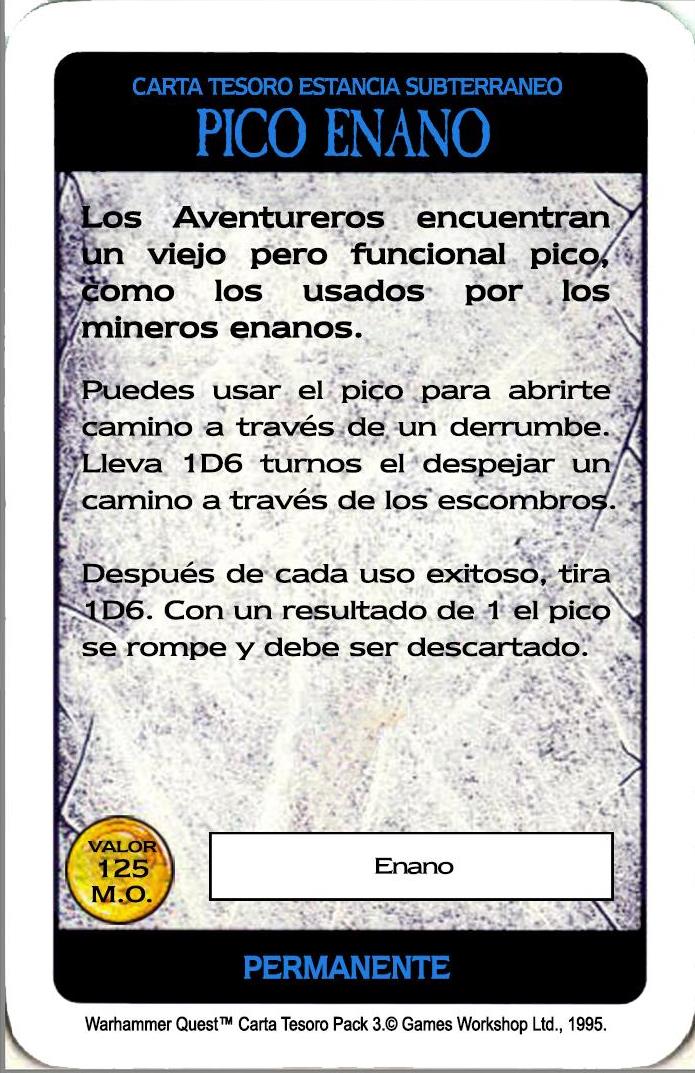 CARTA TESORO ESTANCIA SUBTERRANEO
PICO ENANO
Los Aventureros encuentran
un viejo pero funcional pico,
como los usados por los
mineros enanos.
Puedes usar el pico para abrirte
camino a través de un derrumbe.
Lleva 1D6 turnos el despejar un
camino a través de los escombros.
Después de cada uso exitoso, tira
1D6. Con un resultado de 1 el pico
se rompe y debe ser descartado.
VALOR
125
M.O.
Enano
PERMANENTE
Warhammer Quest™ Carta Tesoro Pack 3.© Games Workshop Ltd., 1995.